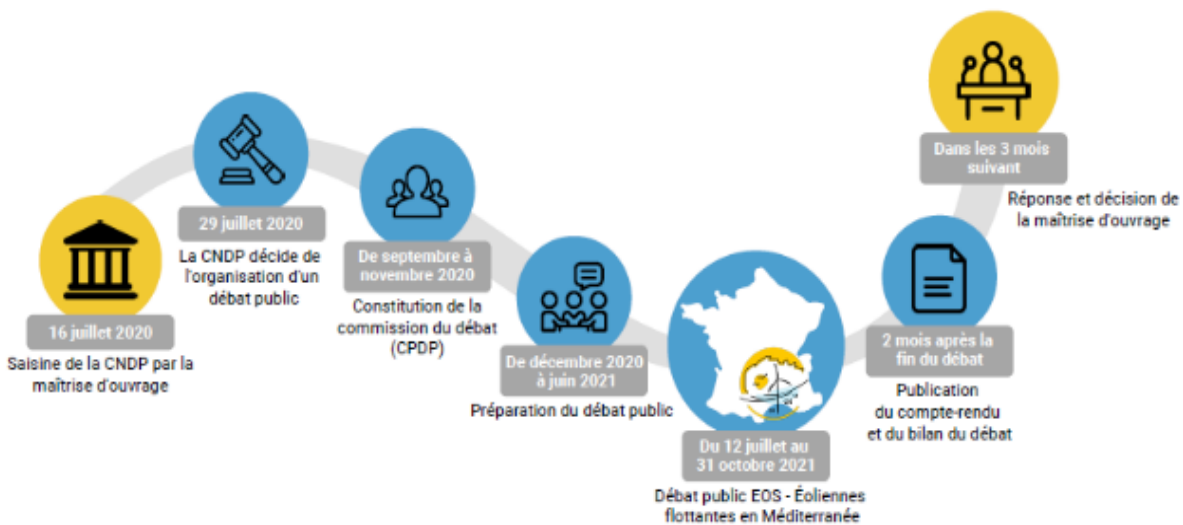 16 juillet 2020
Saisine de la CNDP par la
maîtrise d'ouvrage
29 juillet 2020
La CNDP décide de
l'organisation d'un
débat public
De septembre à
novembre 2020
Constitution de la
commission du débat
(CPDP)
De décembre 2020
à juin 2021
Préparation du débat public
Du 12 juillet au
31 octobre 2021
Débat public EOS - Éoliennes
flottantes en Méditerranée
2 mois après la
fin du débat
Publication
du compte-rendu
et du bilan du débat
Dans les 3 mois
suivant
Réponse et décision de
la maîtrise d'ouvrage